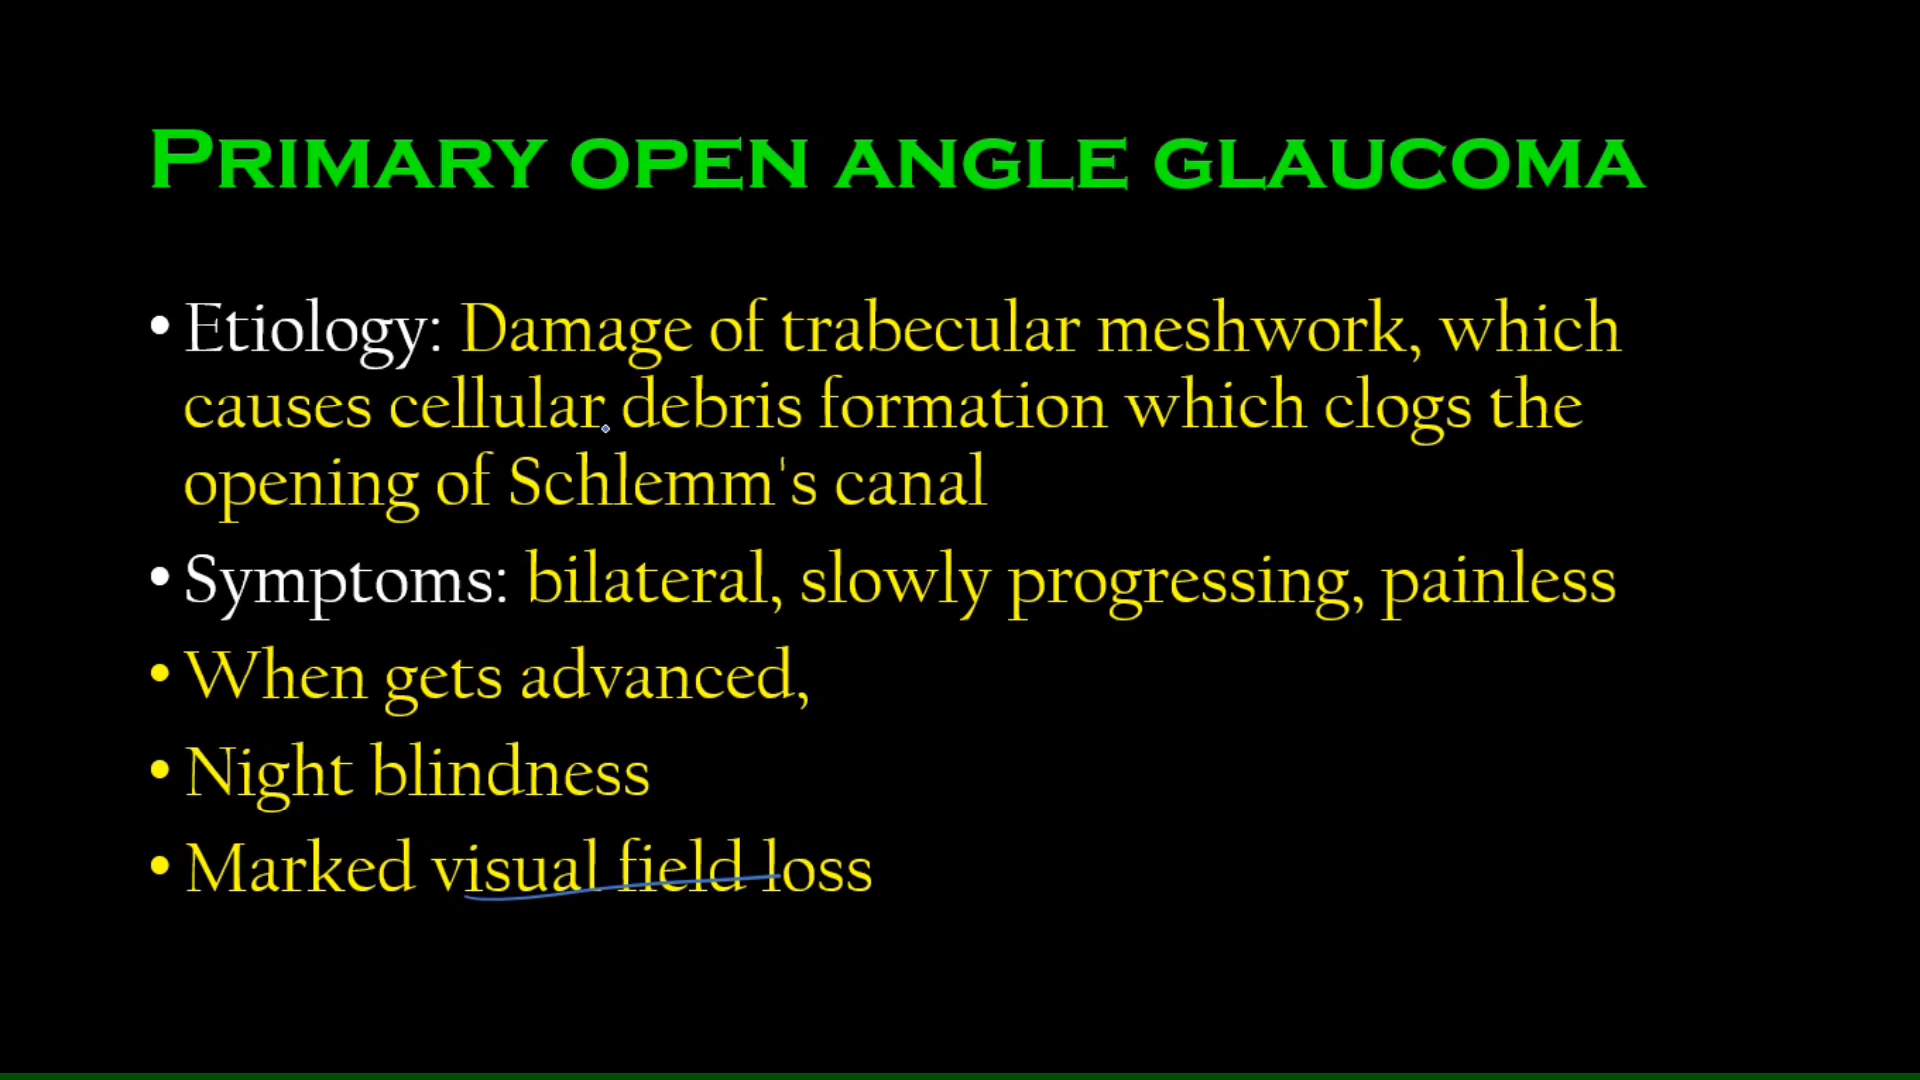 PRIMARY OPEN ANGLE GLAUCOMA
• Etiology: Damage of trabecular meshwork, which
causes cellular debris formation which clogs the
opening of Schlemm's canal
• Symptoms: bilateral, slowly progressing, painless
• When gets advanced,
• Night blindness
• Marked visual field loss